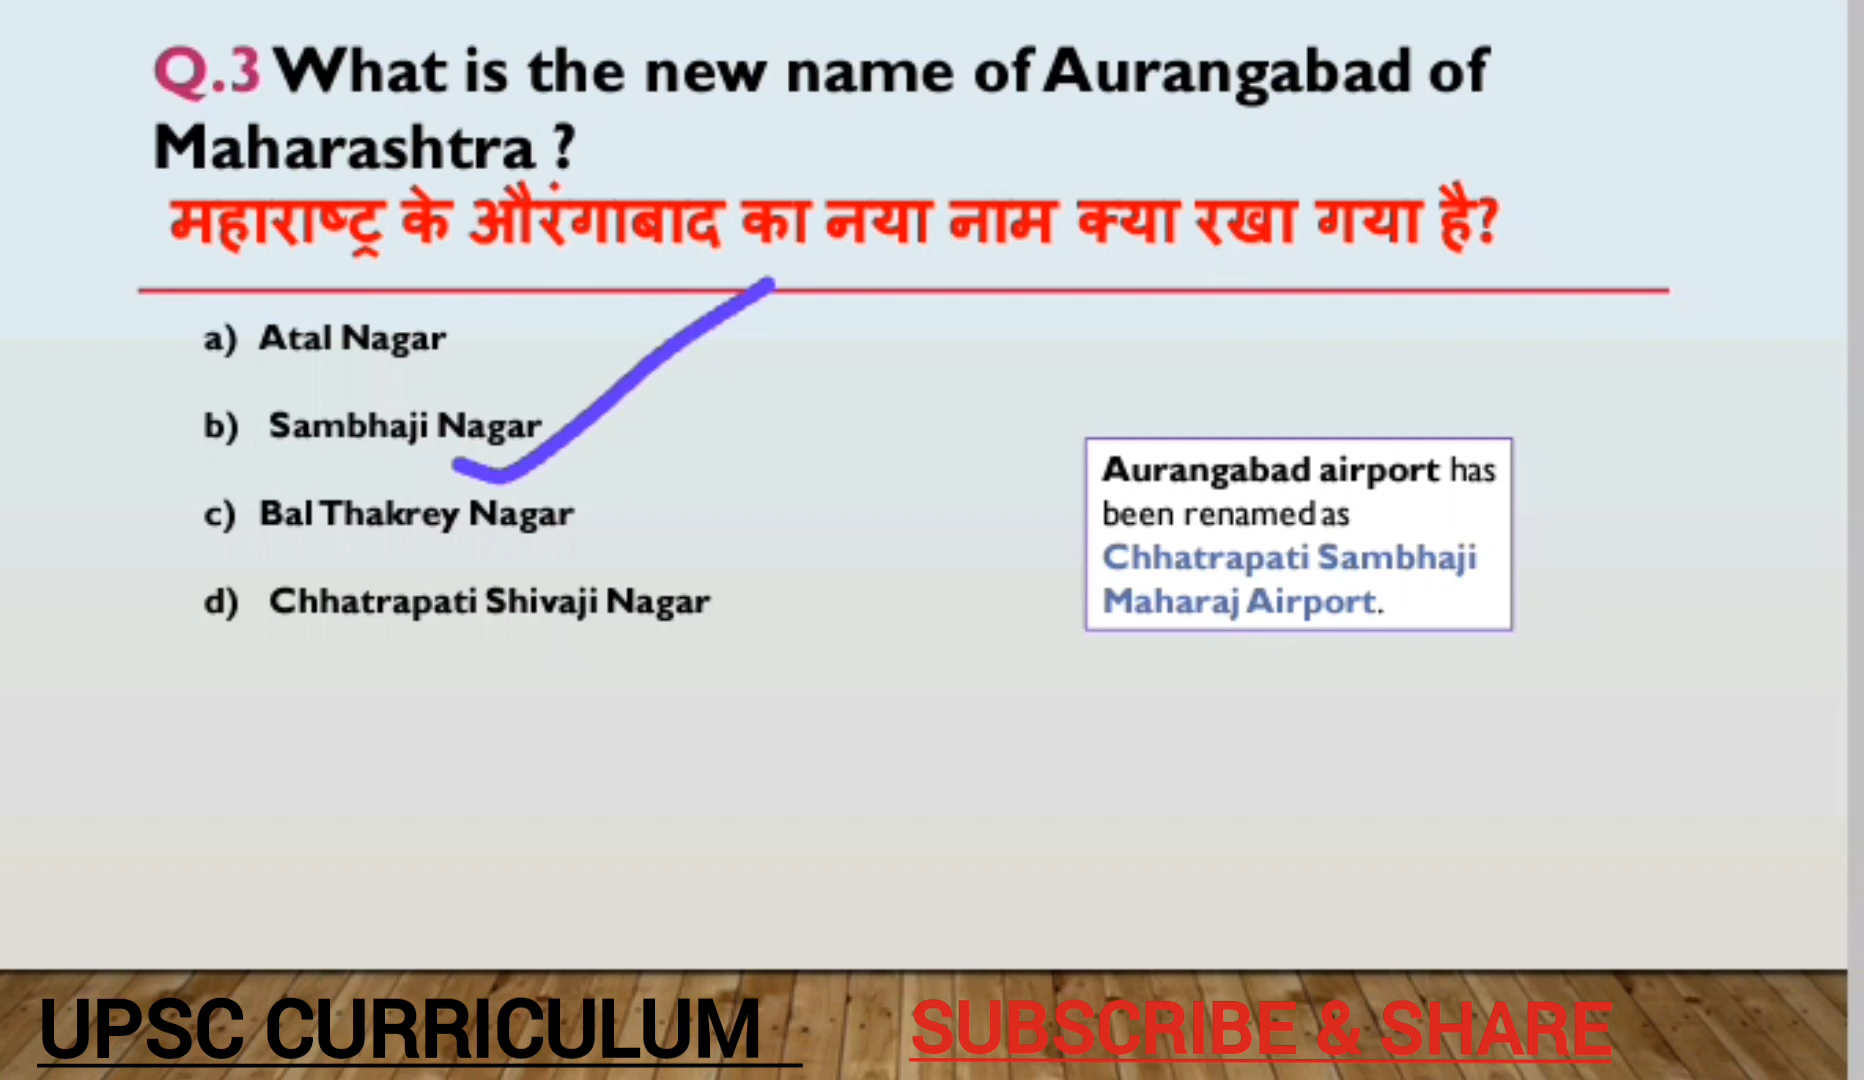 Q.3 What is the new name of Aurangabad of
Maharashtra ?
महाराष्ट्र के औरंगाबाद का नया नाम क्या रखा गया है?
a) Atal Nagar
b) Sambhaji Nagar
c) Bal Thakrey Nagar
d) Chhatrapati Shivaji Nagar
Aurangabad airport has
been renamed as
Chhatrapati Sambhaji
Maharaj Airport.
UPSC CURRICULUM
SUBSCRIBE & SHARE